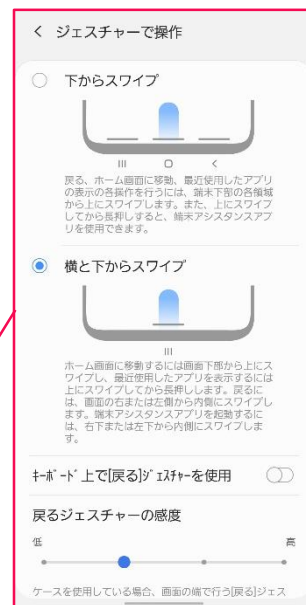 < ジェスチャーで操作
下からスワイプ
III O <
戻る、ホーム画面に移動、最近使用したアプリ
の表示の各操作を行うには、端末下部の各領域
から上にスワイプします。また、上にスワイプ
してから長押しすると、端末アシスタンスアプ
リを使用できます。
横と下からスワイプ
III
ホーム画面に移動するには画面下部から上にス
ワイプし、最近使用したアプリを表示するには
上にスワイプしてから長押しします。戻るに
は、画面の右または左側から内側にスワイプし
ます。端末アシスタンスアプリを起動するに
は、右下または左下から内側にスワイプしま
す。
ｷｰﾎﾞｰﾄﾞ上で[戻る]ｼﾞｪｽﾁｬｰを使用
戻るジェスチャーの感度
低 高
ケースを使用している場合、画面の端で行う[戻る]ジェス